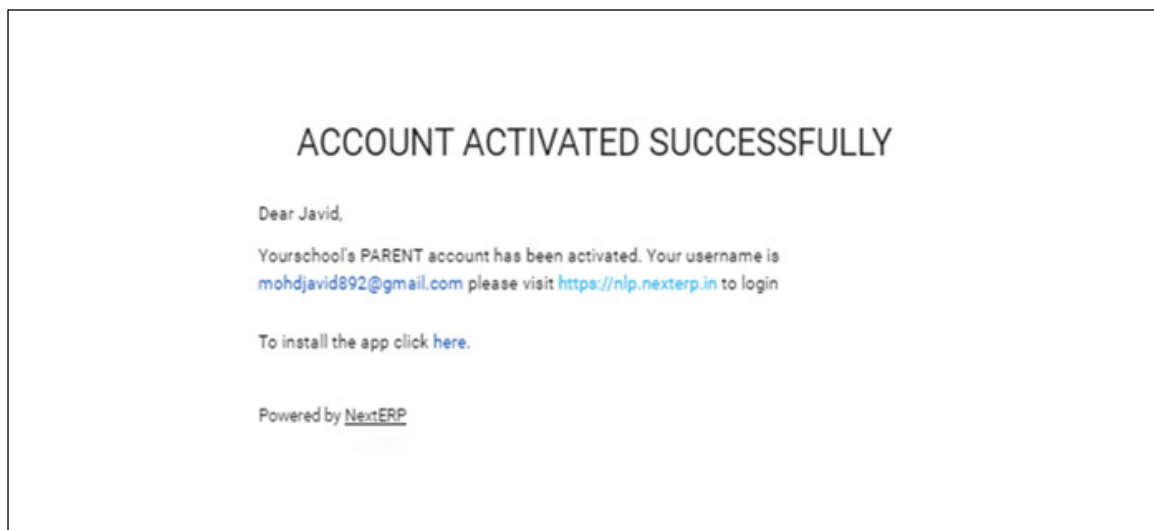 ACCOUNT ACTIVATED SUCCESSFULLY
Dear Javid,
Yourschool's PARENT account has been activated. Your username is
mohdjavid892@gmail.com please visit https://nlp.nexterp.in to login
To install the app click here.
Powered by NextERP